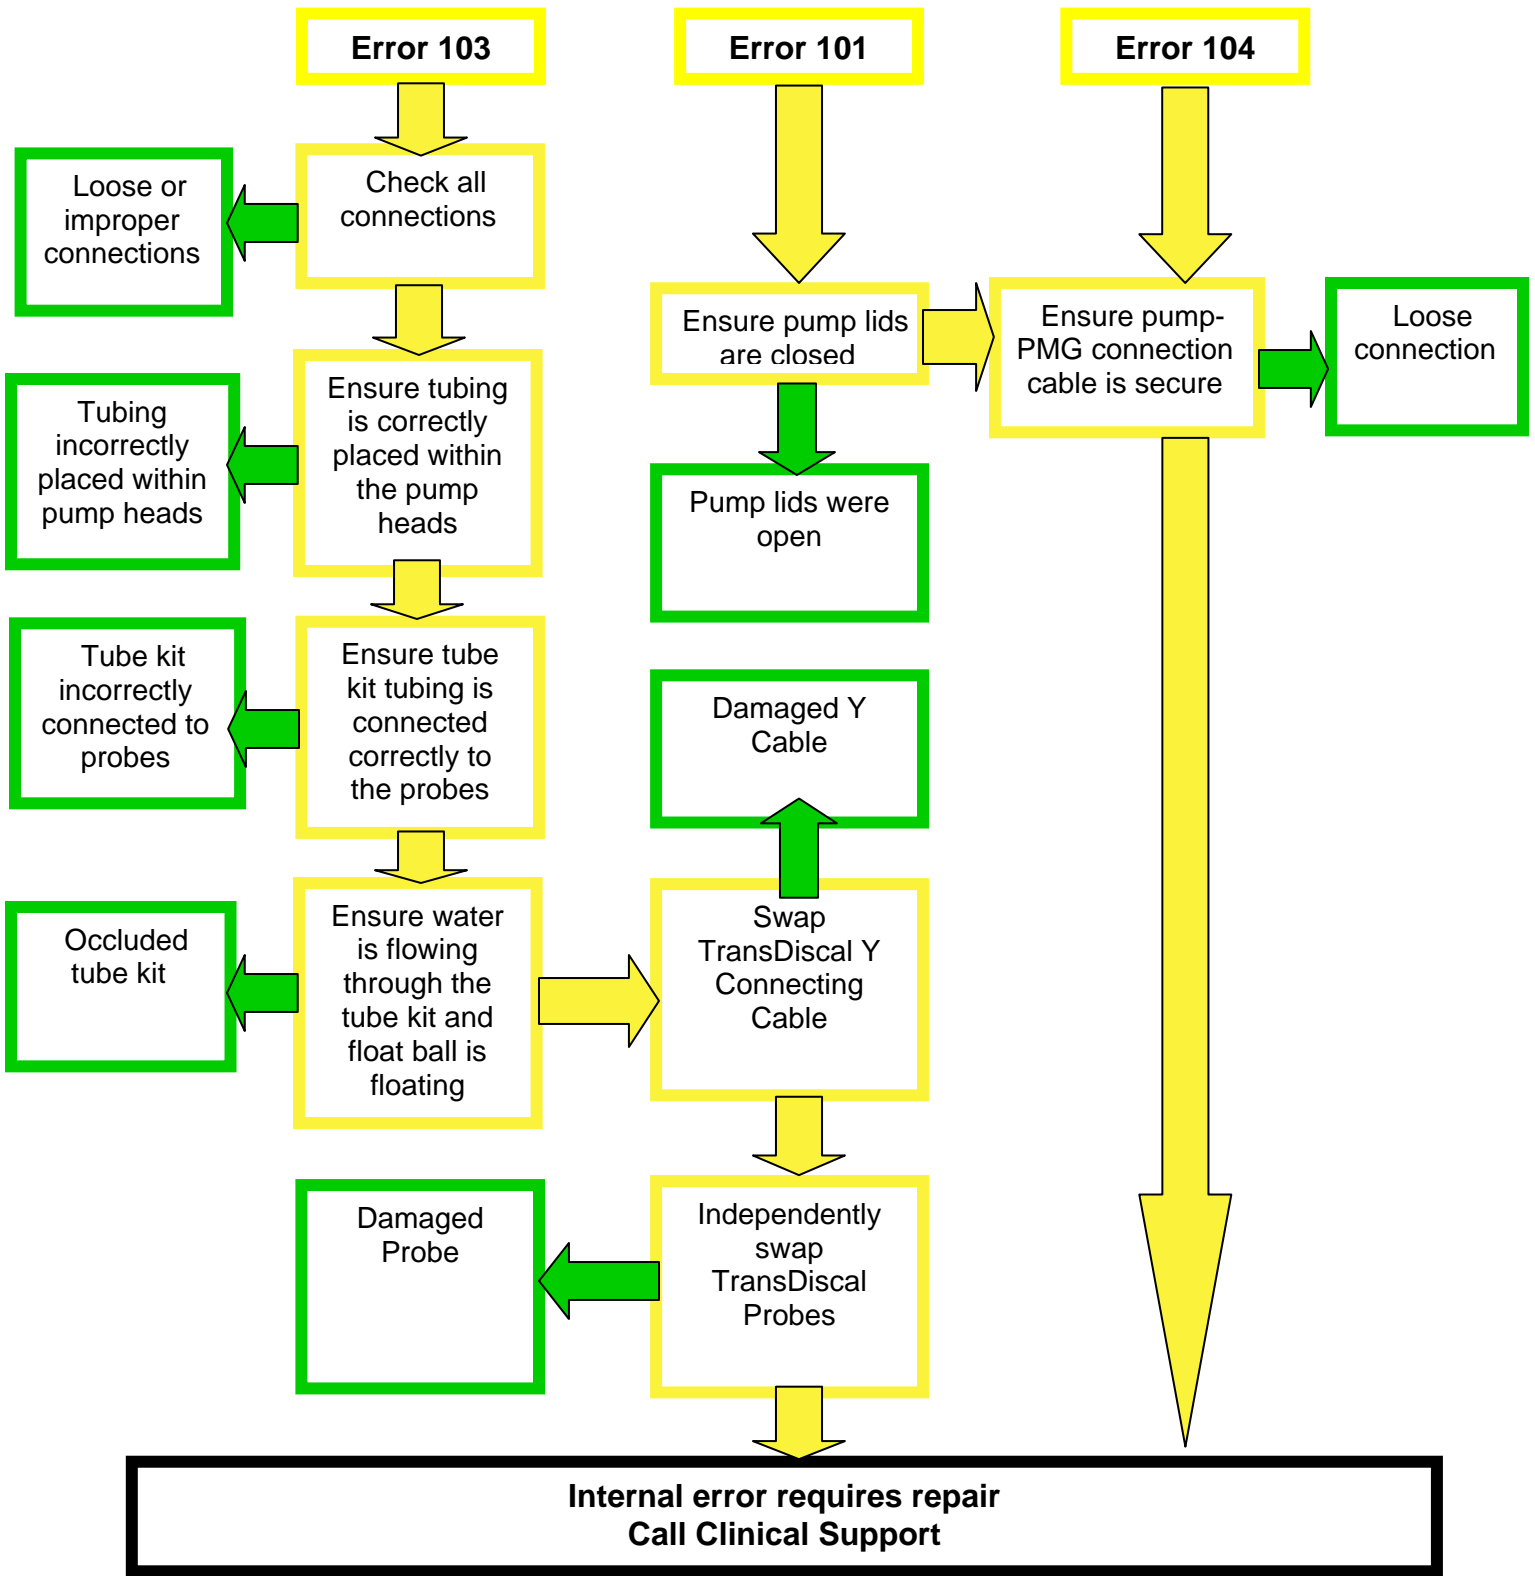 Error 103
Error 101
Error 104
Loose or
improper
connections
Check all
connections
Ensure pump lids
are closed
Ensure pump-
PMG connection
cable is secure
Loose
connection
Tubing
incorrectly
placed within
pump heads
Ensure tubing
is correctly
placed within
the pump
heads
Pump lids were
open
Tube kit
incorrectly
connected to
probes
Ensure tube
kit tubing is
connected
correctly to
the probes
Damaged Y
Cable
Occluded
tube kit
Ensure water
is flowing
through the
tube kit and
float ball is
floating
Swap
TransDiscal Y
Connecting
Cable
Damaged
Probe
Independently
swap
TransDiscal
Probes
Internal error requires repair
Call Clinical Support